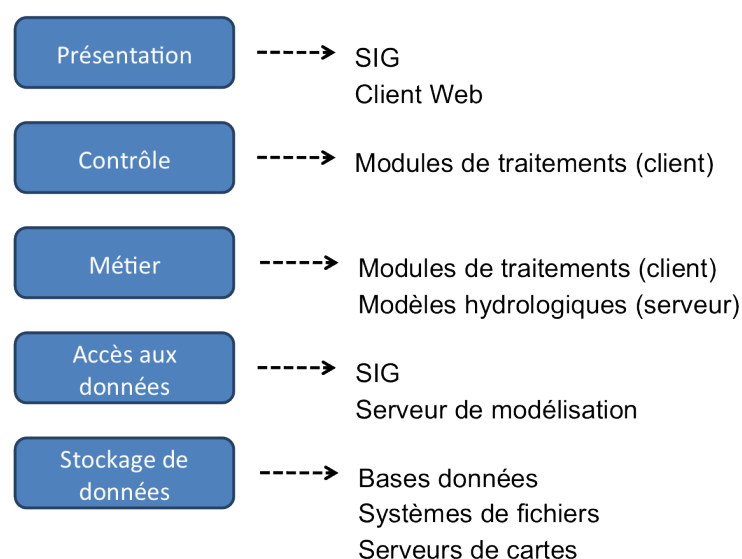 Présentation
SIG
Client Web
Contrôle
Modules de traitements (client)
Métier
Modules de traitements (client)
Modèles hydrologiques (serveur)
Accès aux
données
SIG
Serveur de modélisation
Stockage de
données
Bases données
Systèmes de fichiers
Serveurs de cartes